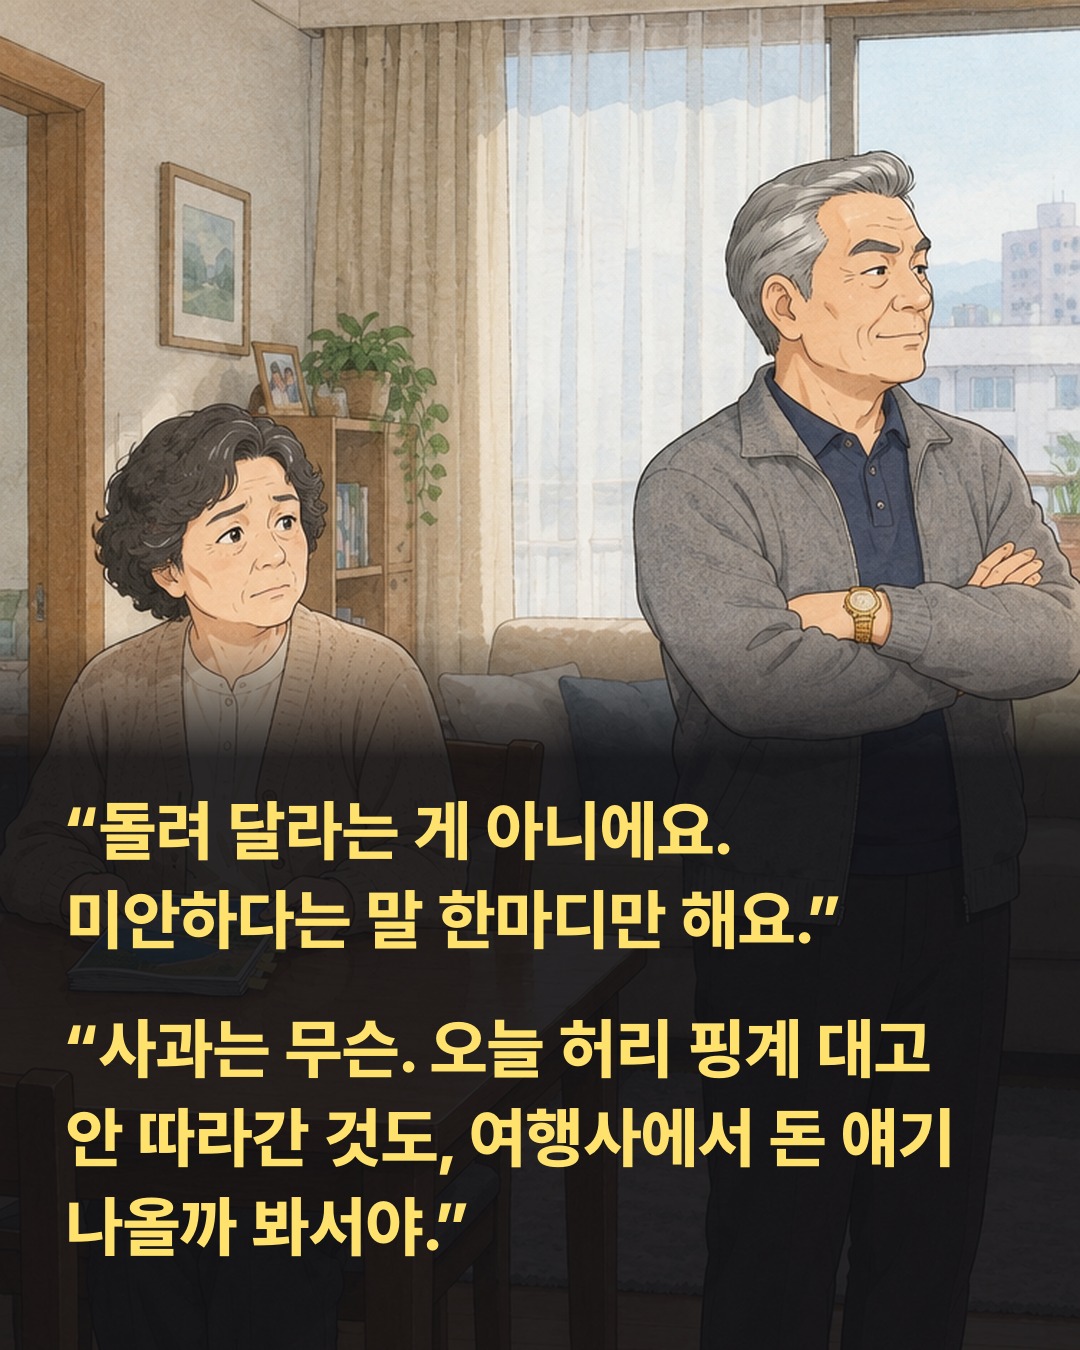 “돌려 달라는 게 아니에요.
미안하다는 말 한마디만 해요.”
“사과는 무슨. 오늘 허리 핑계 대고
안 따라간 것도, 여행사에서 돈 얘기
나올까 봐서야.”